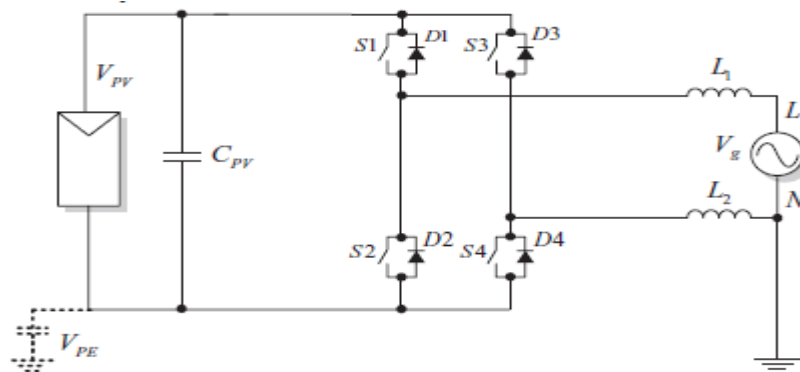 S1 D1 S3 D3
V_PV
L_1
L
C_PV
V_g
L_2
N
S2 D2 S4 D4
V_PE